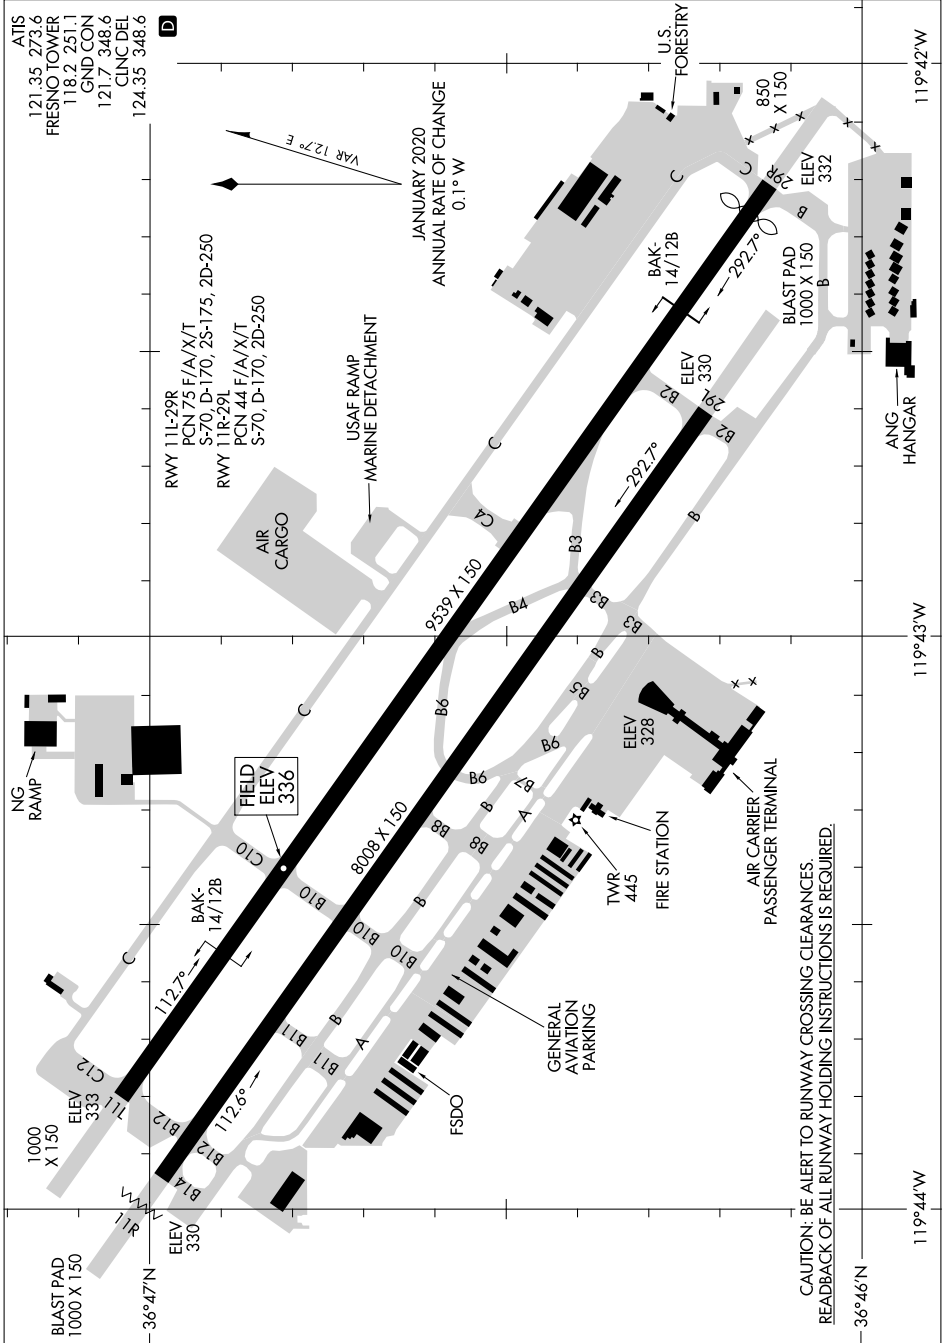 ATIS
121.35 273.6
FRESNO TOWER
118.2 251.1
GND CON
121.7 348.6
CLNC DEL
124.35 348.6
D
VAR 12.7° E
JANUARY 2020
ANNUAL RATE OF CHANGE
0.1° W
RWY 11L-29R
PCN 75 F/A/X/T
S-70, D-170, 2S-175, 2D-250
RWY 11R-29L
PCN 44 F/A/X/T
S-70, D-170, 2D-250
U.S.
FORESTRY
850
X 150
C
C
29R
ELEV
332
B
BAK-
14/12B
292.7°
BLAST PAD
1000 X 150
B
ANG
HANGAR
ELEV
330
29L
B2
B2
292.7°
B
C
C4
USAF RAMP
MARINE DETACHMENT
AIR
CARGO
9539 X 150
B3
B4
B3
B3
B
B5
B6
B6
B6
B7
B
A
B8
B8
C
NG
RAMP
FIELD
ELEV
336
8008 X 150
ELEV
328
AIR CARRIER
PASSENGER TERMINAL
TWR
445
FIRE STATION
C10
B10
B10
B10
B
BAK-
14/12B
C
112.7°
GENERAL
AVIATION
PARKING
B11
B11
B
A
FSDO
C12
11L
ELEV
333
1000
X 150
B12
B12
112.6°
B14
11R
ELEV
330
BLAST PAD
1000 X 150
CAUTION: BE ALERT TO RUNWAY CROSSING CLEARANCES.
READBACK OF ALL RUNWAY HOLDING INSTRUCTIONS IS REQUIRED.
36°47'N
36°46'N
119°42'W
119°43'W
119°44'W